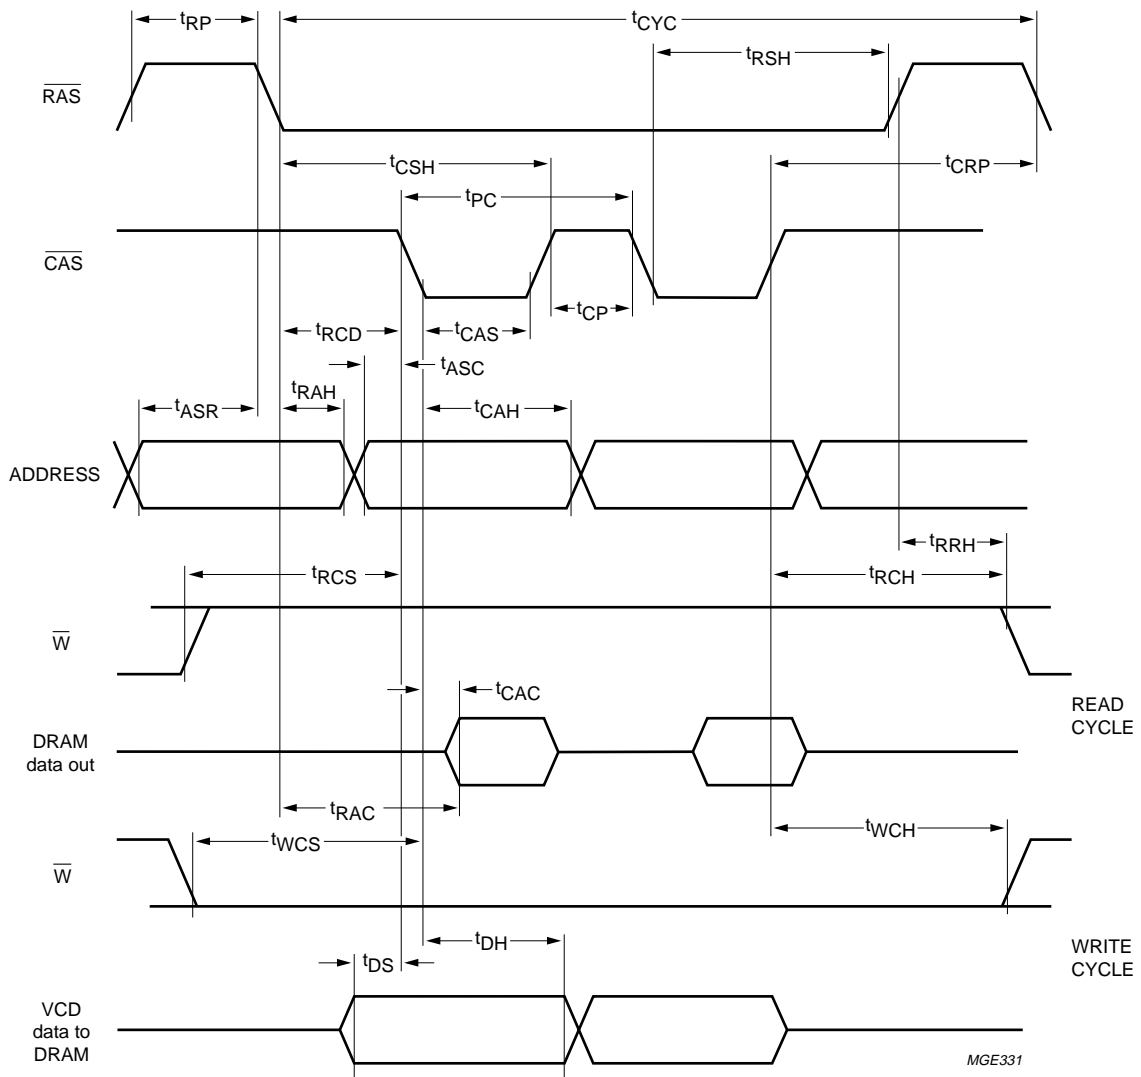 tRP
tCYC
tRSH
RAS
tCSH
tCRP
tPC
CAS
tCP
tRCD
tCAS
tASC
tRAH
tASR
tCAH
ADDRESS
tRRH
tRCS
tRCH
W
tCAC
READ
CYCLE
DRAM
data out
tRAC
tWCS
tWCH
W
tDH
WRITE
CYCLE
tDS
VCD
data to
DRAM
MGE331